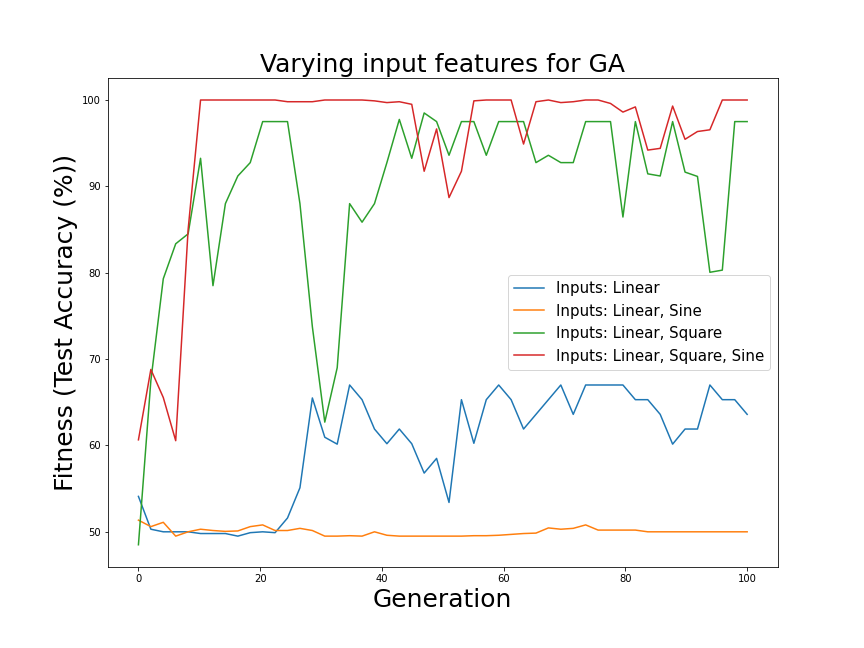 Varying input features for GA
Fitness (Test Accuracy (%))
100
90
80
70
60
50
Inputs: Linear
Inputs: Linear, Sine
Inputs: Linear, Square
Inputs: Linear, Square, Sine
0 20 40 60 80 100
Generation